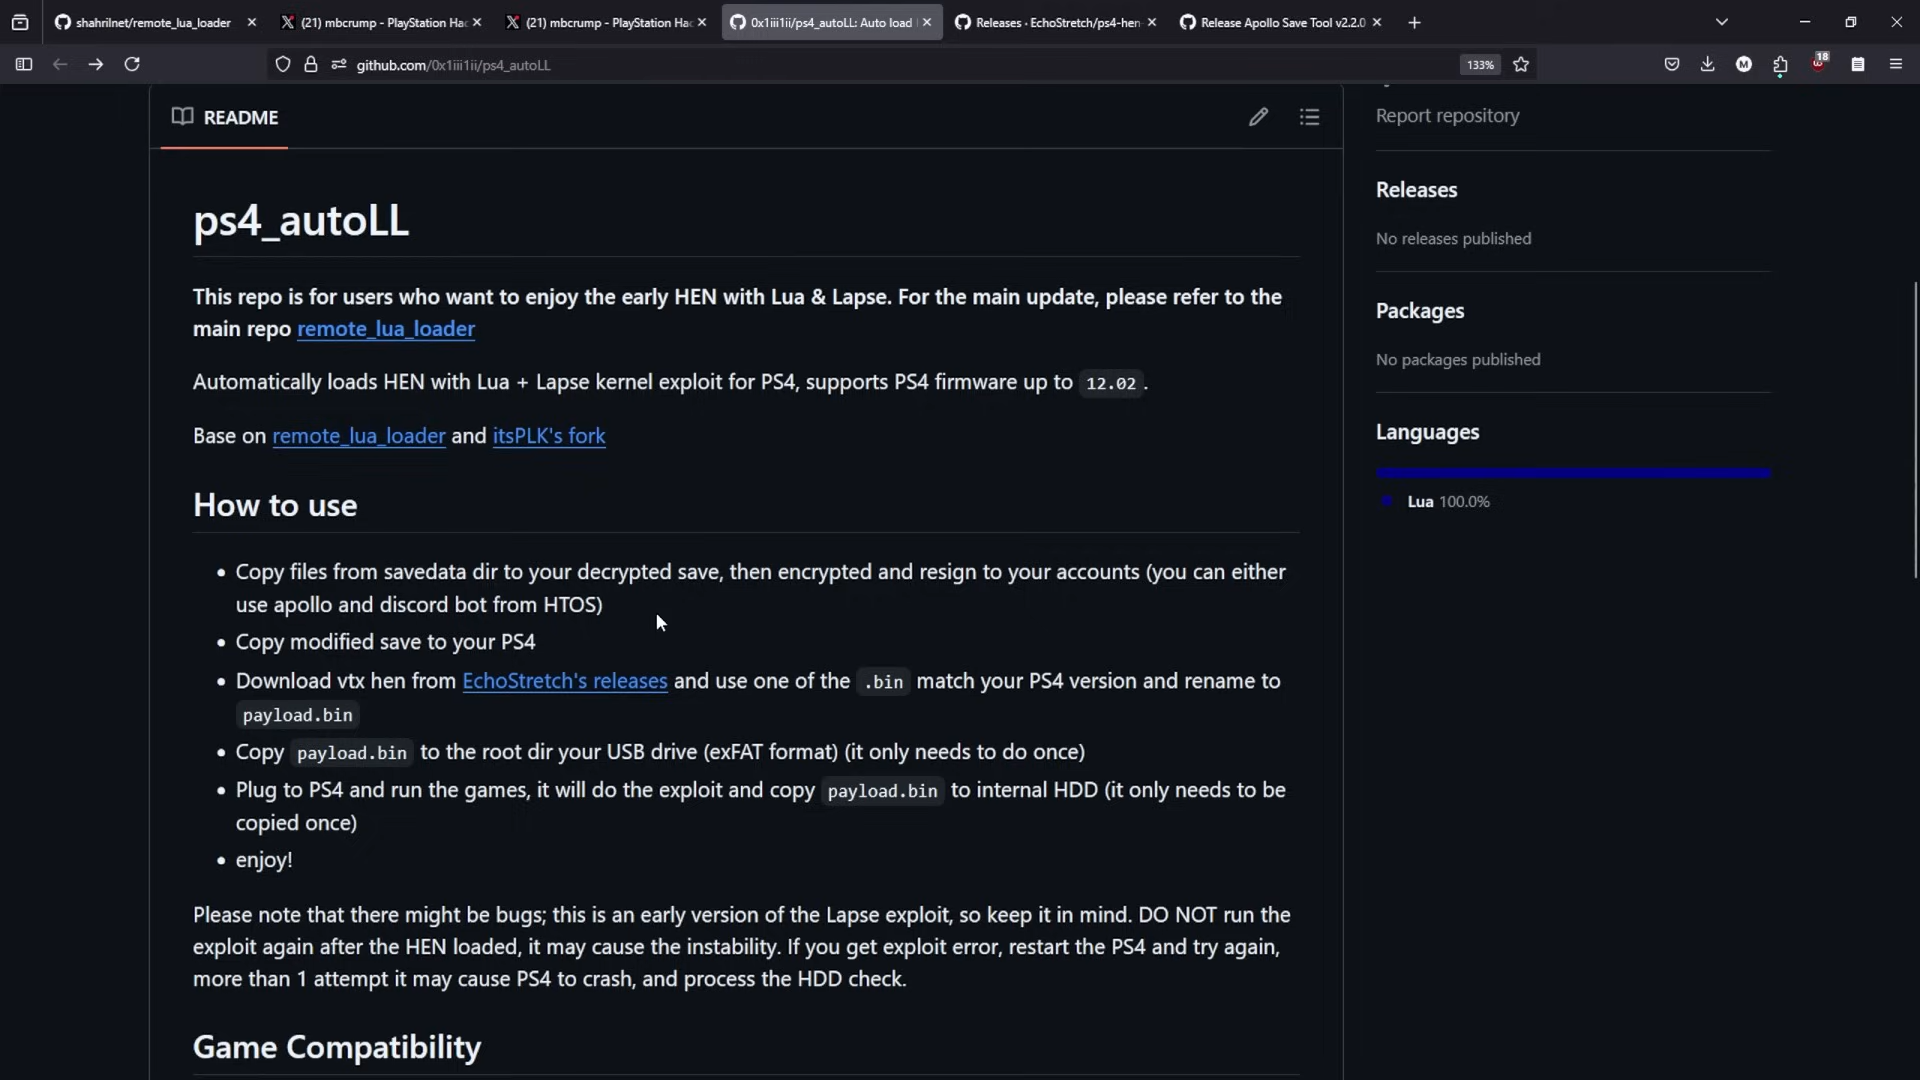 shahrilnet/remote_lua_loader
(21) mbcrump - PlayStation Hac
(21) mbcrump - PlayStation Hac
0x1iii1ii/ps4_autoLL: Auto load
Releases · EchoStretch/ps4-hen-
Release Apollo Save Tool v2.2.0
github.com/0x1iii1ii/ps4_autoLL
133%
M
18
README
ps4_autoLL
This repo is for users who want to enjoy the early HEN with Lua & Lapse. For the main update, please refer to the
main repo remote_lua_loader
Automatically loads HEN with Lua + Lapse kernel exploit for PS4, supports PS4 firmware up to 12.02.
Base on remote_lua_loader and itsPLK's fork
How to use
• Copy files from savedata dir to your decrypted save, then encrypted and resign to your accounts (you can either
use apollo and discord bot from HTOS)
• Copy modified save to your PS4
• Download vtx hen from EchoStretch's releases and use one of the .bin match your PS4 version and rename to
payload.bin
• Copy payload.bin to the root dir your USB drive (exFAT format) (it only needs to do once)
• Plug to PS4 and run the games, it will do the exploit and copy payload.bin to internal HDD (it only needs to be
copied once)
• enjoy!
Please note that there might be bugs; this is an early version of the Lapse exploit, so keep it in mind. DO NOT run the
exploit again after the HEN loaded, it may cause the instability. If you get exploit error, restart the PS4 and try again,
more than 1 attempt it may cause PS4 to crash, and process the HDD check.
Game Compatibility
Report repository
Releases
No releases published
Packages
No packages published
Languages
Lua 100.0%